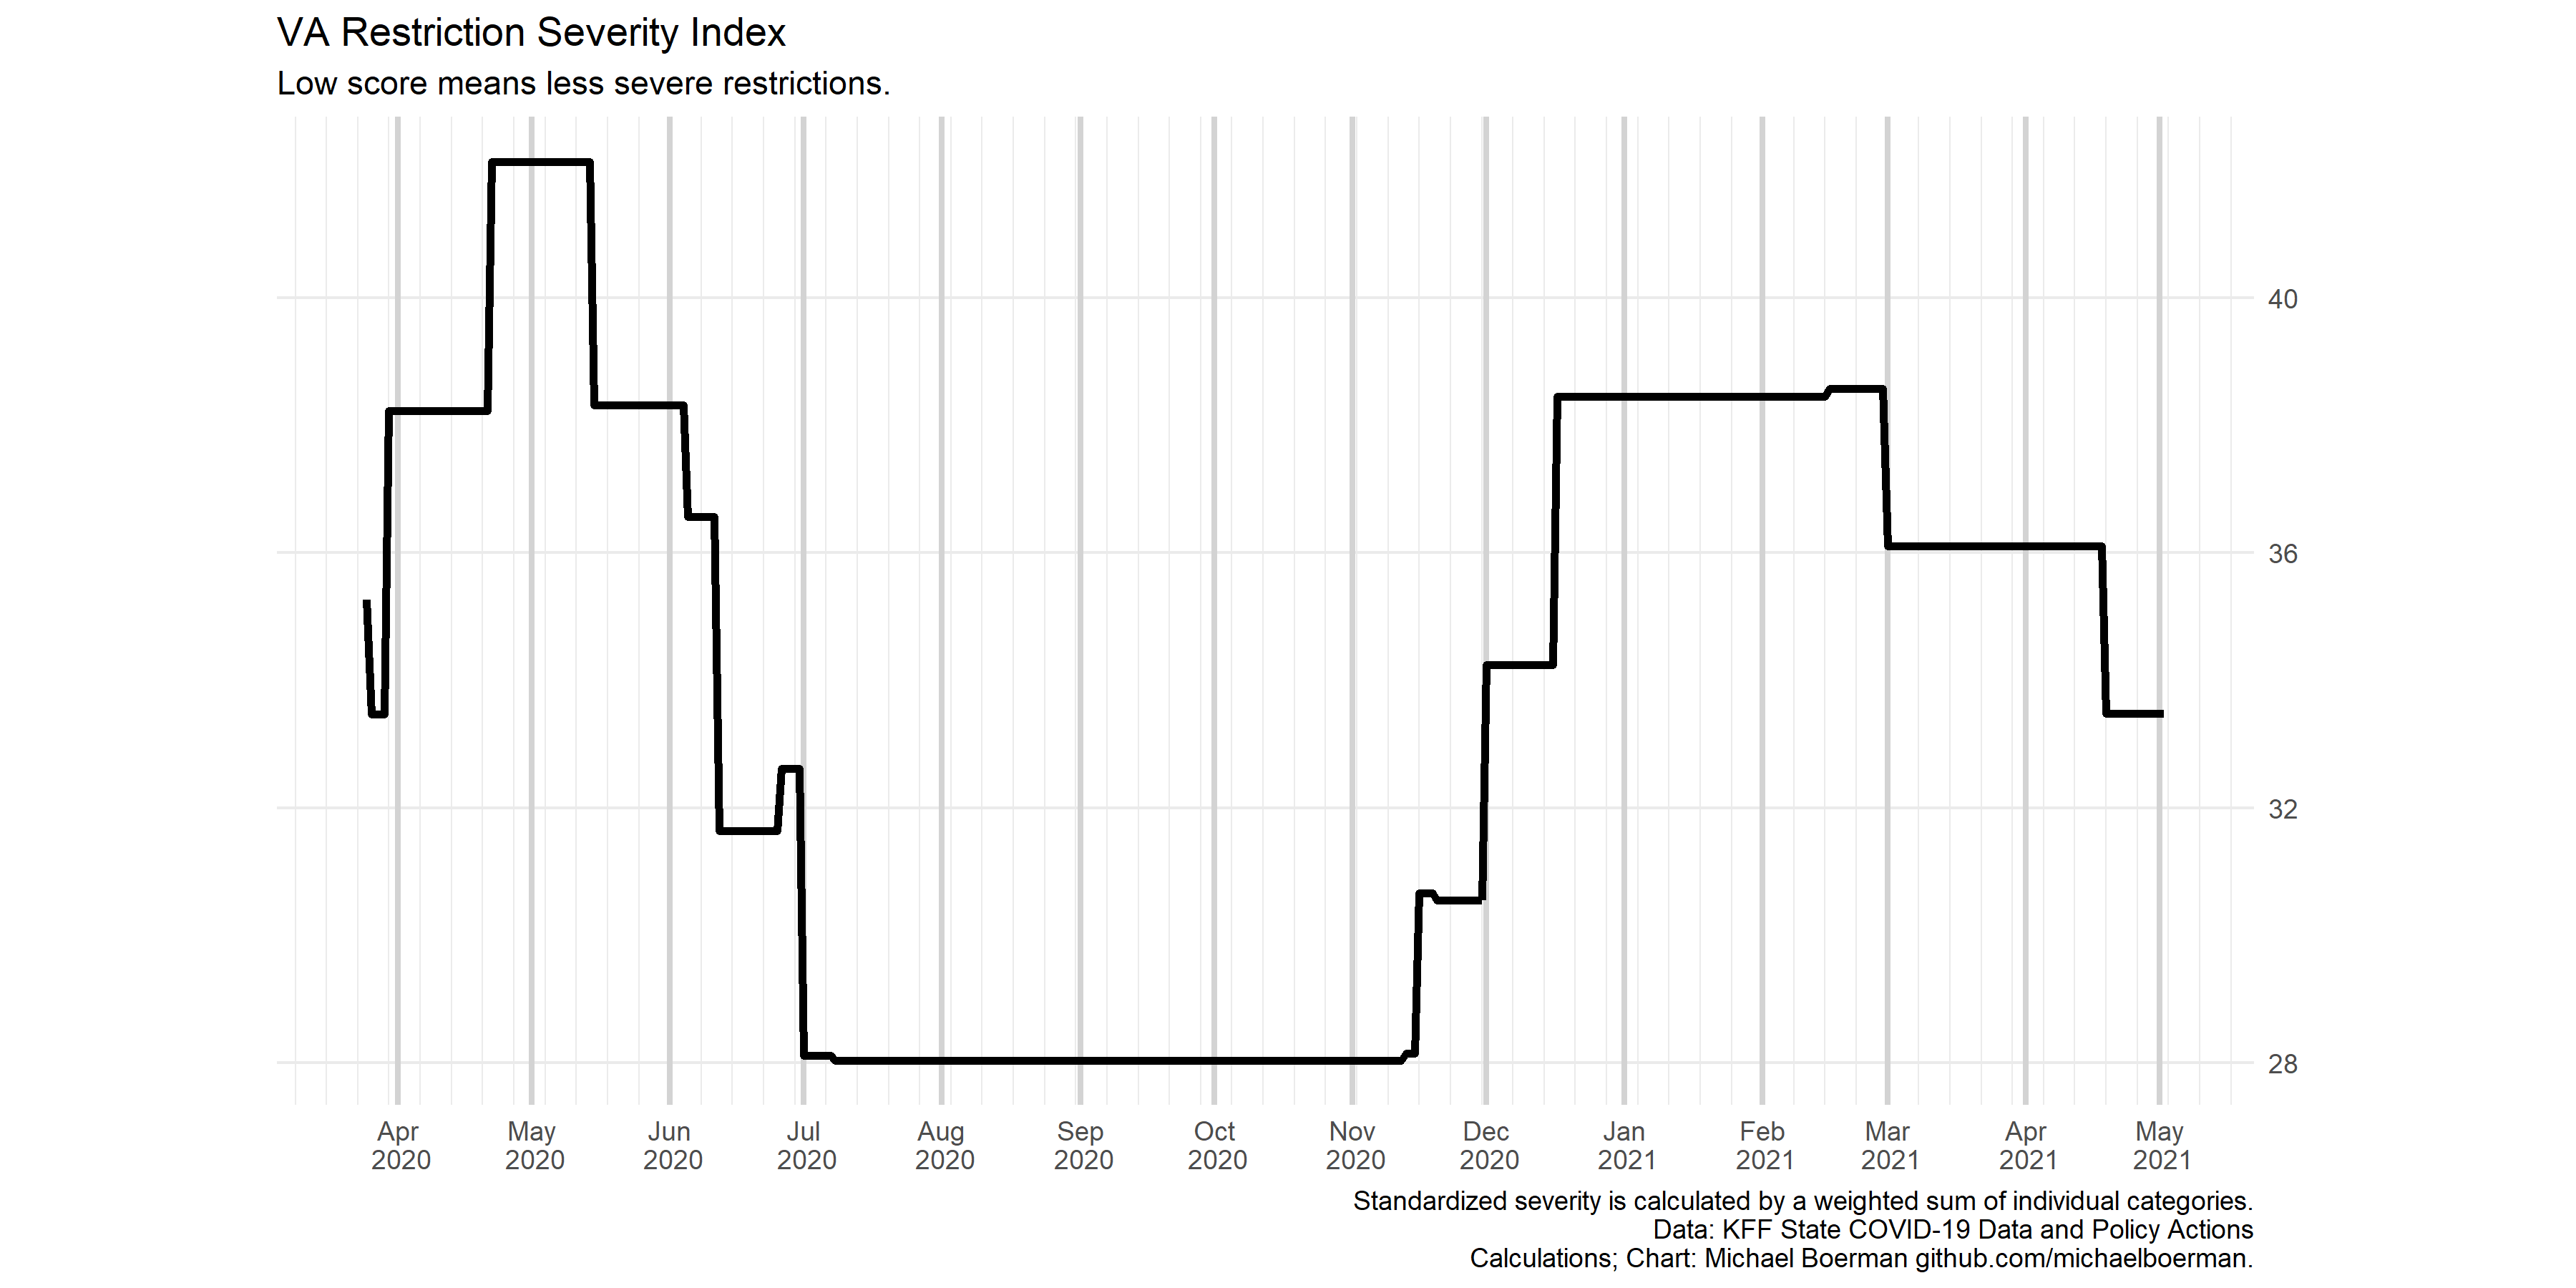 VA Restriction Severity Index
Low score means less severe restrictions.
40
36
32
28
Apr May Jun Jul Aug Sep Oct Nov Dec Jan Feb Mar Apr May
2020 2020 2020 2020 2020 2020 2020 2020 2020 2021 2021 2021 2021 2021
Standardized severity is calculated by a weighted sum of individual categories.
Data: KFF State COVID-19 Data and Policy Actions
Calculations; Chart: Michael Boerman github.com/michaelboerman.